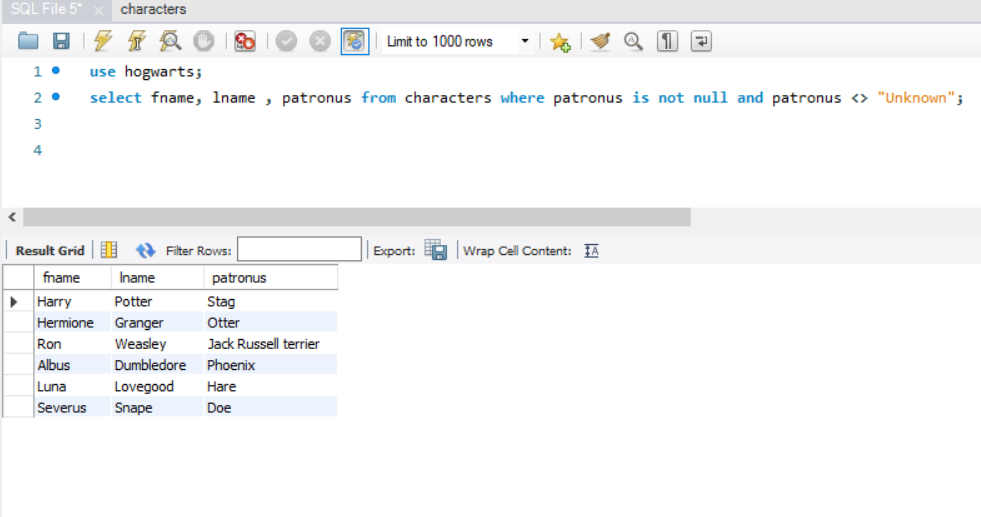 SQL File 5* characters
Limit to 1000 rows
1 use hogwarts;
2 select fname, lname , patronus from characters where patronus is not null and patronus <> "Unknown";
3
4
Result Grid Filter Rows: Export: Wrap Cell Content:
fname lname patronus
Harry Potter Stag
Hermione Granger Otter
Ron Weasley Jack Russell terrier
Albus Dumbledore Phoenix
Luna Lovegood Hare
Severus Snape Doe